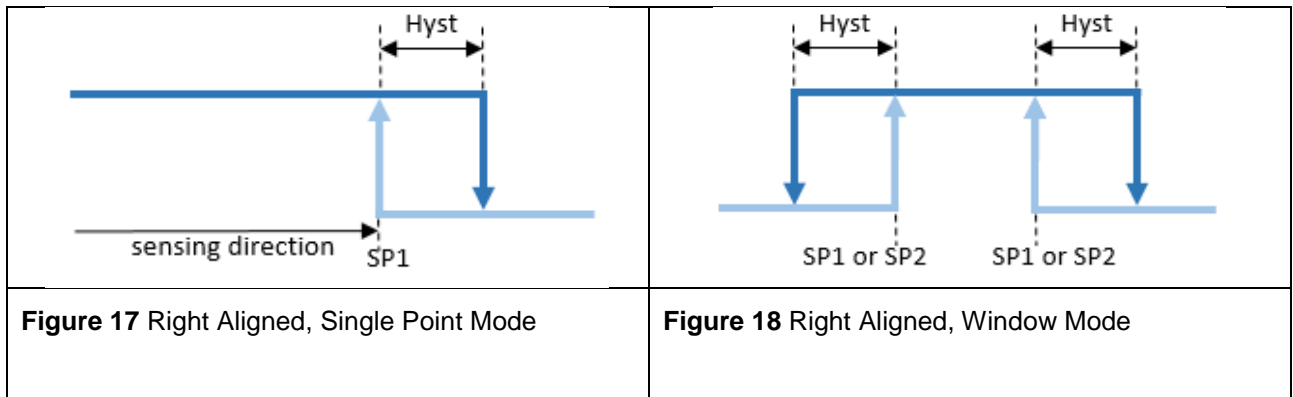 Hyst
sensing direction
SP1
Figure 17 Right Aligned, Single Point Mode
Hyst Hyst
SP1 or SP2 SP1 or SP2
Figure 18 Right Aligned, Window Mode